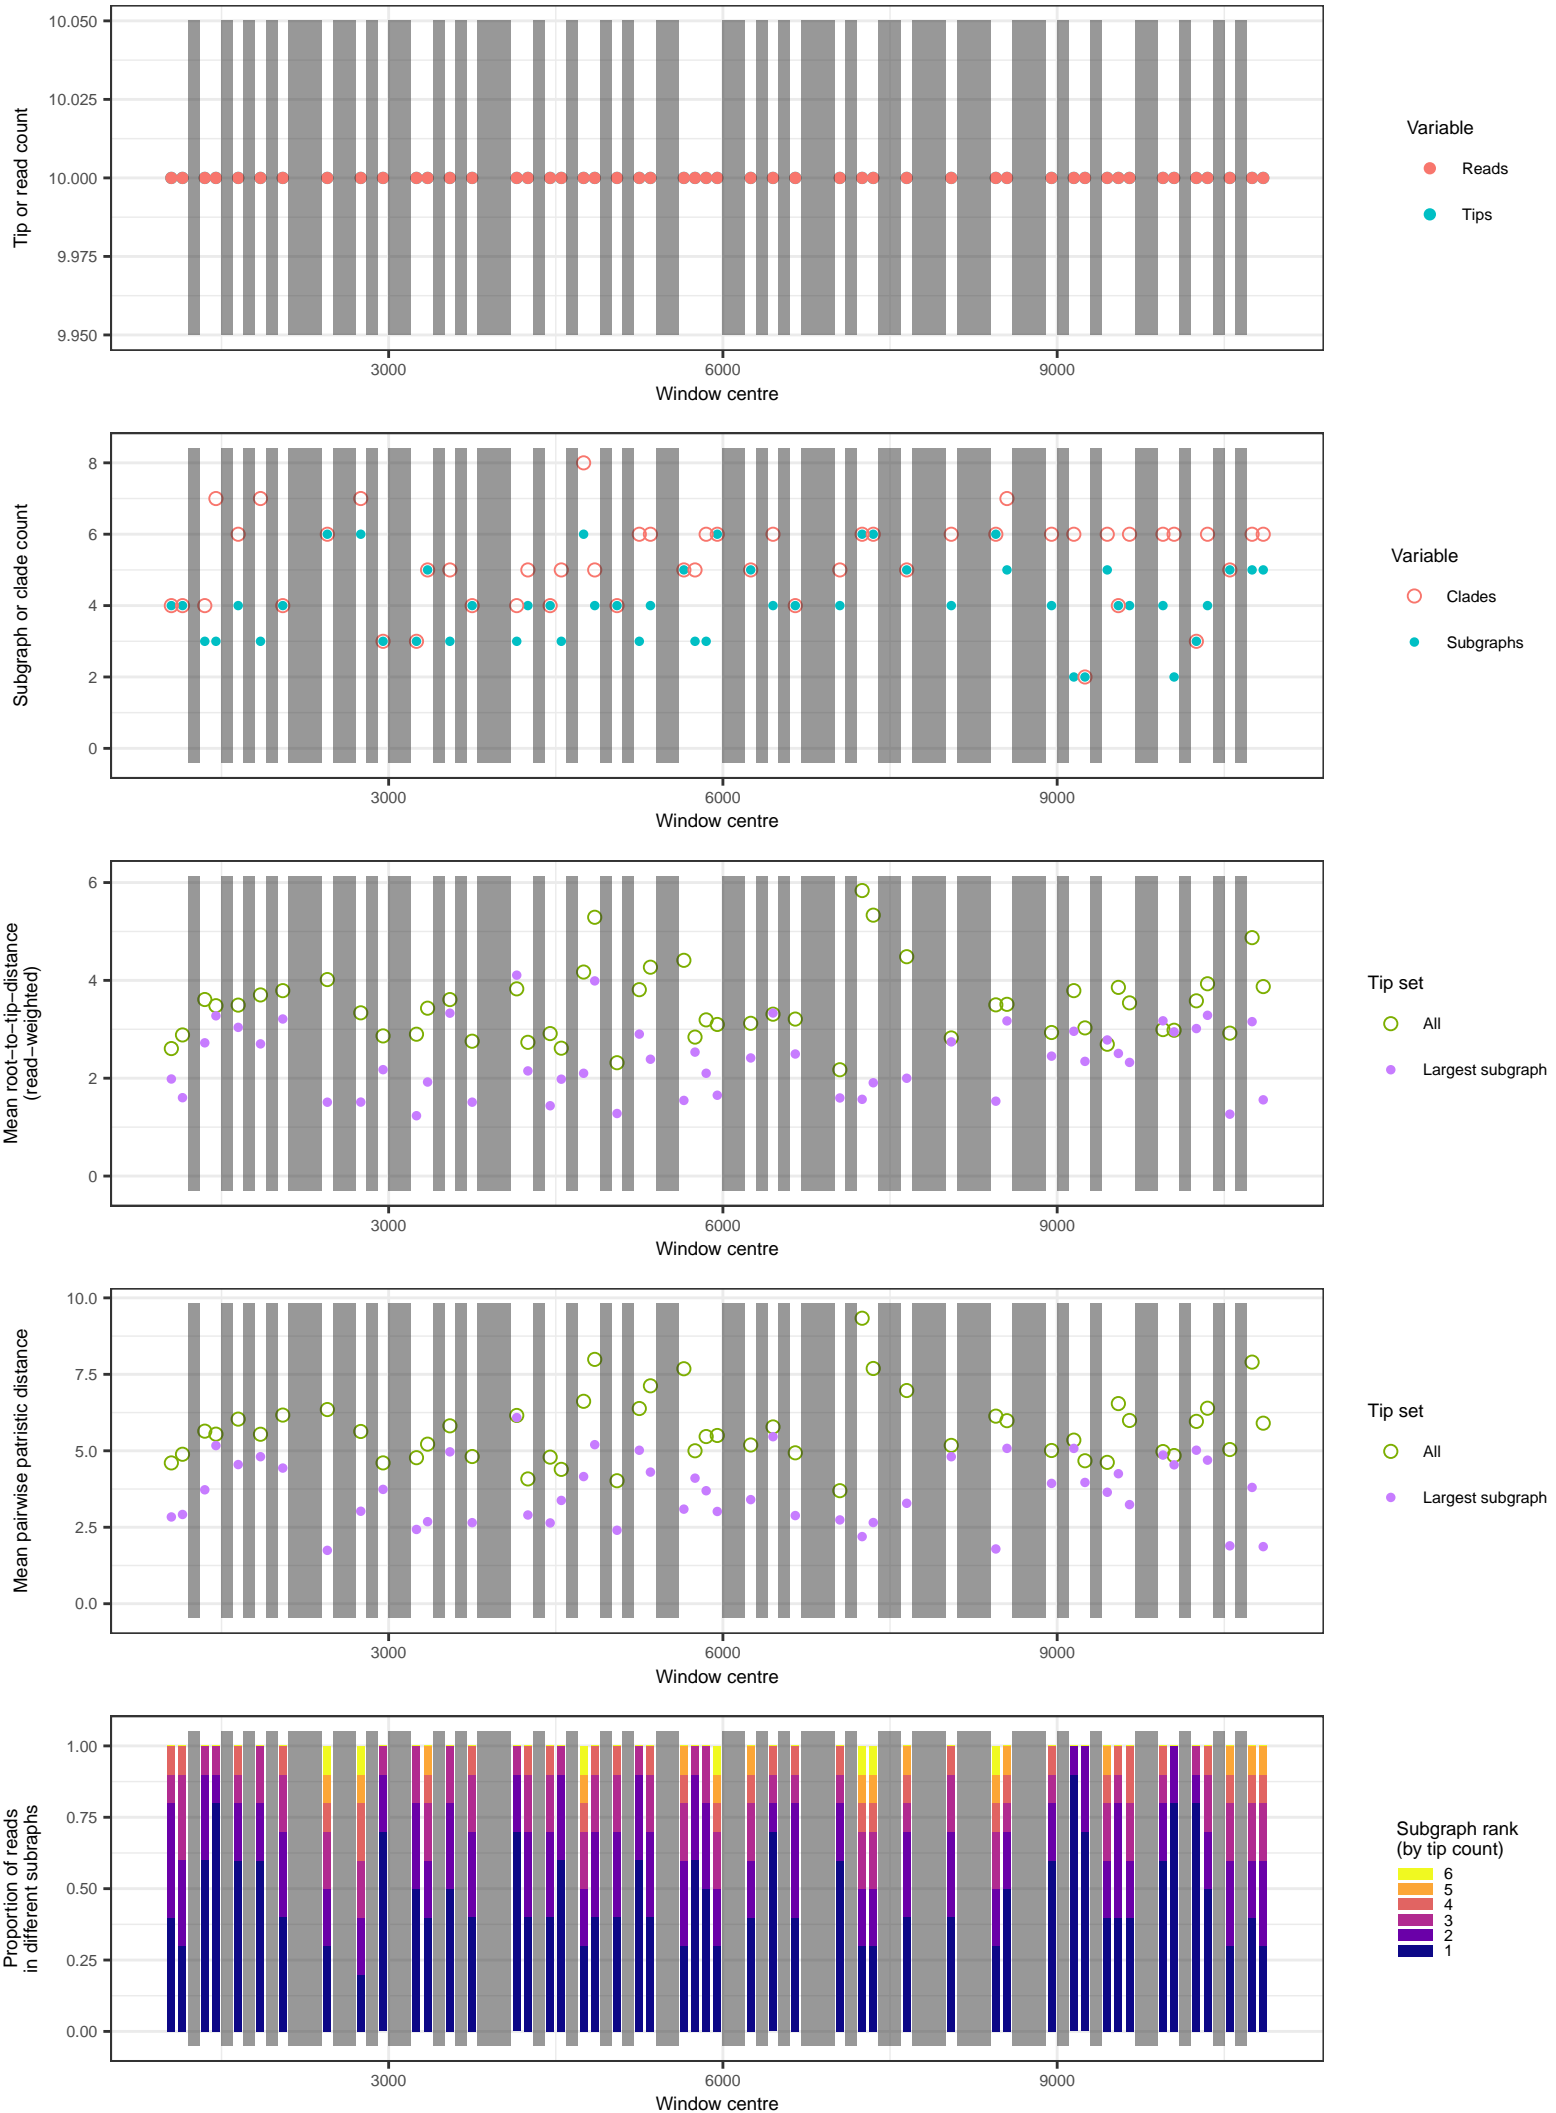 Tip or read count
10.050
10.025
10.000
9.975
9.950
3000 6000 9000
Window centre
Variable
Reads
Tips
Subgraph or clade count
8
6
4
2
0
3000 6000 9000
Window centre
Variable
Clades
Subgraphs
Mean root−to−tip−distance
(read−weighted)
6
4
2
0
3000 6000 9000
Window centre
Tip set
All
Largest subgraph
Mean pairwise patristic distance
10.0
7.5
5.0
2.5
0.0
3000 6000 9000
Window centre
Tip set
All
Largest subgraph
Proportion of reads
in different subraphs
1.00
0.75
0.50
0.25
0.00
3000 6000 9000
Window centre
Subgraph rank
(by tip count)
6
5
4
3
2
1